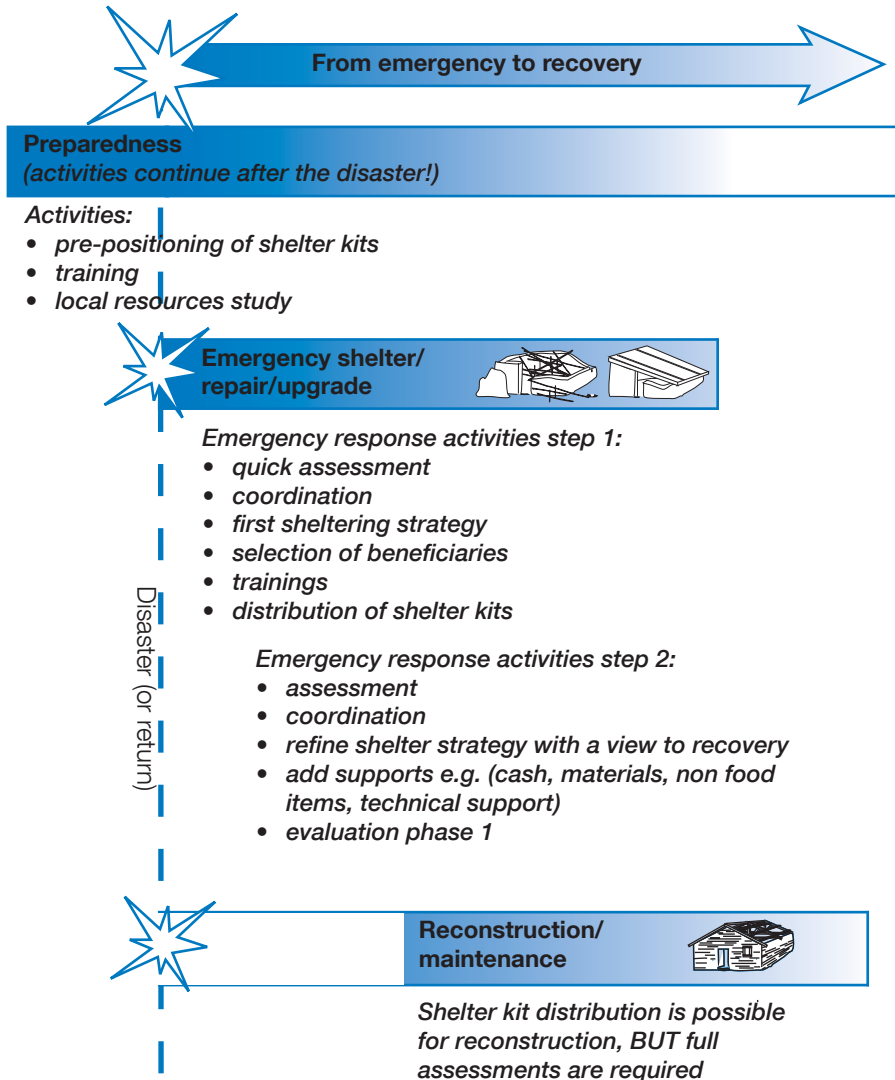 From emergency to recovery
Preparedness
(activities continue after the disaster!)
Activities:
• pre-positioning of shelter kits
• training
• local resources study
Emergency shelter/
repair/upgrade
Emergency response activities step 1:
• quick assessment
• coordination
• first sheltering strategy
• selection of beneficiaries
• trainings
• distribution of shelter kits
Disaster (or return)
Emergency response activities step 2:
• assessment
• coordination
• refine shelter strategy with a view to recovery
• add supports e.g. (cash, materials, non food
items, technical support)
• evaluation phase 1
Reconstruction/
maintenance
Shelter kit distribution is possible
for reconstruction, BUT full
assessments are required